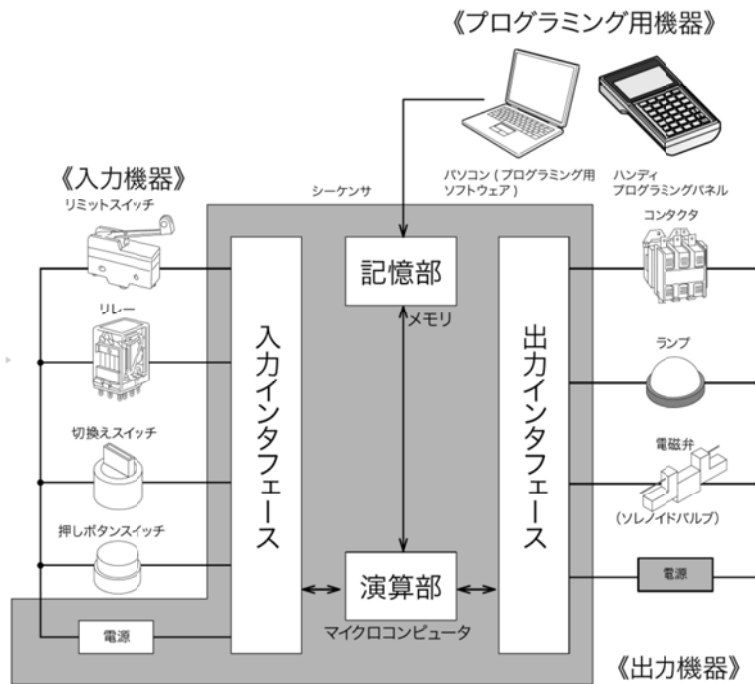 《プログラミング用機器》
パソコン ( プログラミング用
ソフトウェア )
ハンディ
プログラミングパネル
《入力機器》
リミットスイッチ
シーケンサ
コンタクタ
記憶部
メモリ
リレー
入力インタフェース
出力インタフェース
ランプ
切換えスイッチ
電磁弁
(ソレノイドバルブ)
押しボタンスイッチ
演算部
マイクロコンピュータ
電源
電源
《出力機器》